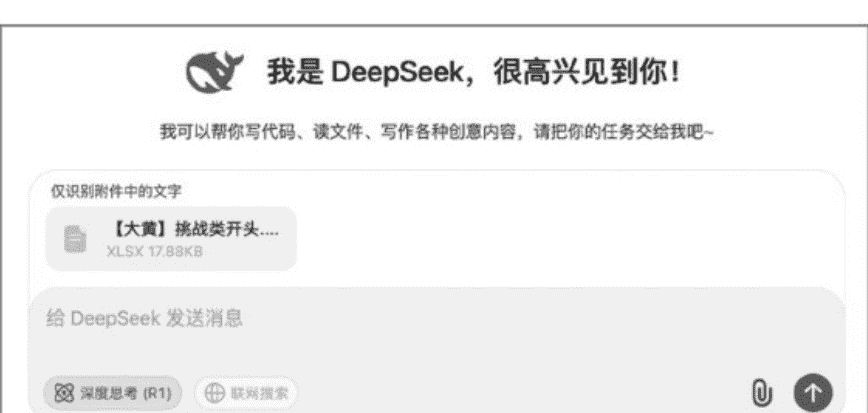 我是 DeepSeek，很高兴见到你！
我可以帮你写代码、读文件、写作各种创意内容，请把你的任务交给我吧~
仅识别附件中的文字
【大黄】挑战类开头....
XLSX 17.88KB
给 DeepSeek 发送消息
深度思考 (R1) 联网搜索